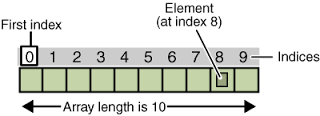 Element
(at index 8)
First index
0 1 2 3 4 5 6 7 8 9
Indices
Array length is 10